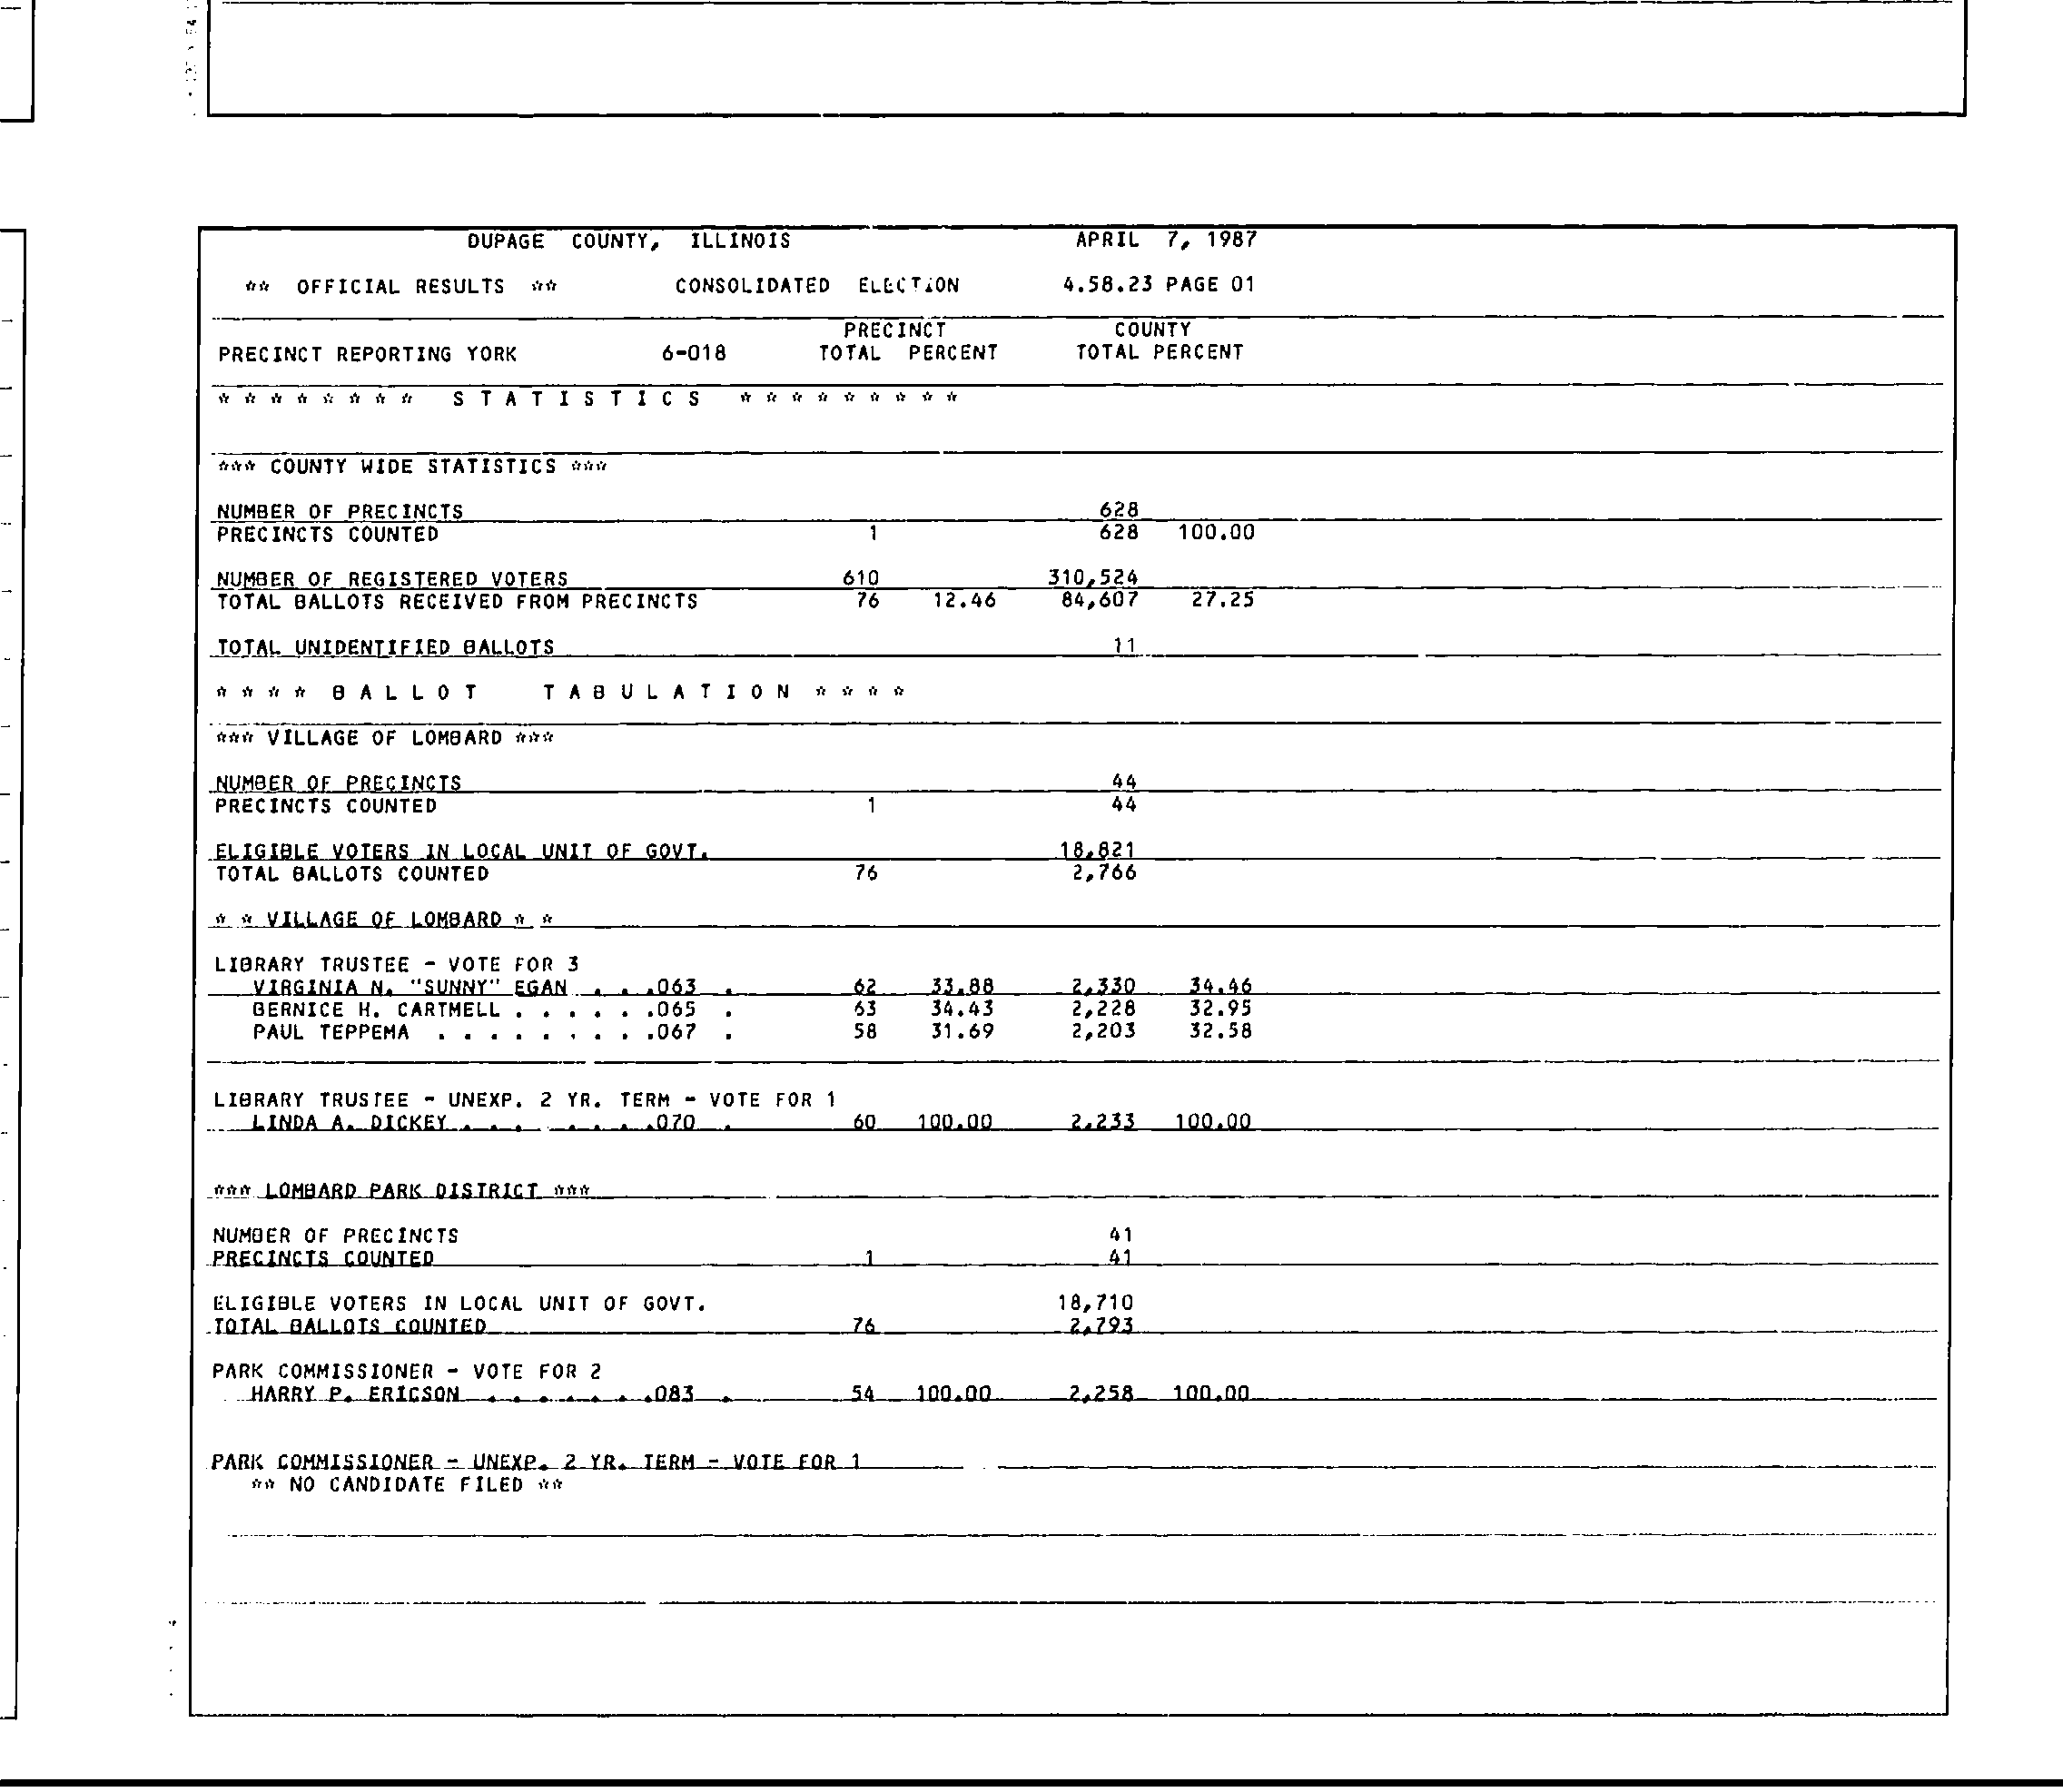 DUPAGE COUNTY, ILLINOIS APRIL 7, 1987
** OFFICIAL RESULTS ** CONSOLIDATED ELECTION 4.58.23 PAGE 01
PRECINCT COUNTY
PRECINCT REPORTING YORK 6-018 TOTAL PERCENT TOTAL PERCENT
* * * * * * * * S T A T I S T I C S * * * * * * * * *
*** COUNTY WIDE STATISTICS ***
NUMBER OF PRECINCTS 628
PRECINCTS COUNTED 1 628 100.00
NUMBER OF REGISTERED VOTERS 610 310,524
TOTAL BALLOTS RECEIVED FROM PRECINCTS 76 12.46 84,607 27.25
TOTAL UNIDENTIFIED BALLOTS 11
* * * * B A L L O T T A B U L A T I O N * * * *
*** VILLAGE OF LOMBARD ***
NUMBER OF PRECINCTS 44
PRECINCTS COUNTED 1 44
ELIGIBLE VOTERS IN LOCAL UNIT OF GOVT. 18,821
TOTAL BALLOTS COUNTED 76 2,766
* * VILLAGE OF LOMBARD * *
LIBRARY TRUSTEE - VOTE FOR 3
VIRGINIA N. "SUNNY" EGAN . . .063 . 62 33.88 2,330 34.46
BERNICE H. CARTMELL . . . . . .065 . 63 34.43 2,228 32.95
PAUL TEPPEMA . . . . . . . . .067 . 58 31.69 2,203 32.58
LIBRARY TRUSTEE - UNEXP. 2 YR. TERM - VOTE FOR 1
LINDA A. DICKEY . . . . . . . .070 . 60 100.00 2,233 100.00
*** LOMBARD PARK DISTRICT ***
NUMBER OF PRECINCTS 41
PRECINCTS COUNTED 1 41
ELIGIBLE VOTERS IN LOCAL UNIT OF GOVT. 18,710
TOTAL BALLOTS COUNTED 76 2,793
PARK COMMISSIONER - VOTE FOR 2
HARRY P. ERICSON . . . . . . .083 . 54 100.00 2,258 100.00
PARK COMMISSIONER - UNEXP. 2 YR. TERM - VOTE FOR 1
** NO CANDIDATE FILED **